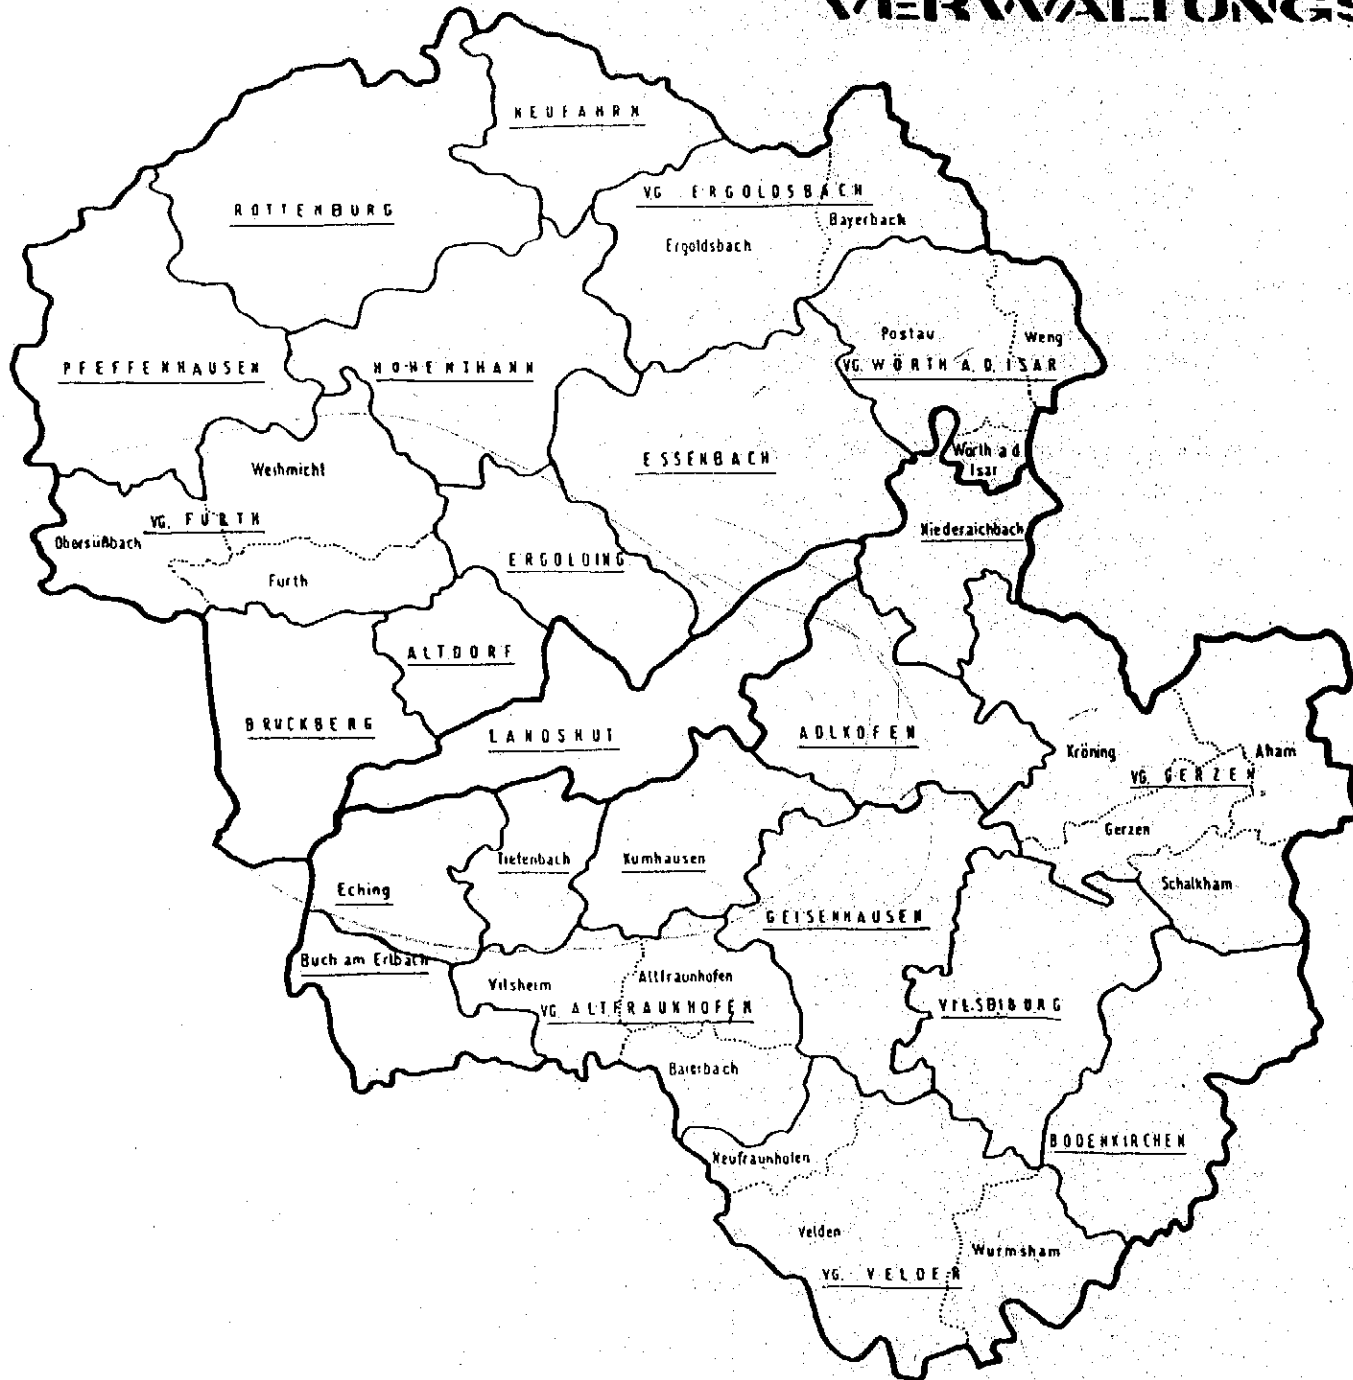 VERWALTUNGS
NEUFAHRN
VG. ERGOLDSBACH
ROTTENBURG
Bayerbach
Ergoldsbach
Postau
Weng
PFEFFENHAUSEN
HOHENTHANN
VG. WÖRTH A.D. ISAR
Wörth a d
Isar
ESSENBACH
Weihmicht
VG. FURTH
Niederaichbach
Obersüßbach
ERGOLDING
Furth
ALTDORF
BRUCKBERG
LANDSHUT
ADLKOFEN
Kröning
Aham
VG. GERZEN
Gerzen
Tiefenbach
Kumhausen
Eching
Schalkham
GEISENHAUSEN
Buch am Erlbach
Vilsheim
Altfraunhofen
VG. ALTFRAUNHOFEN
VILSBIBURG
Baierbach
BODENKIRCHEN
Neufraunhofen
Velden
Wurmsham
VG. VELDEN